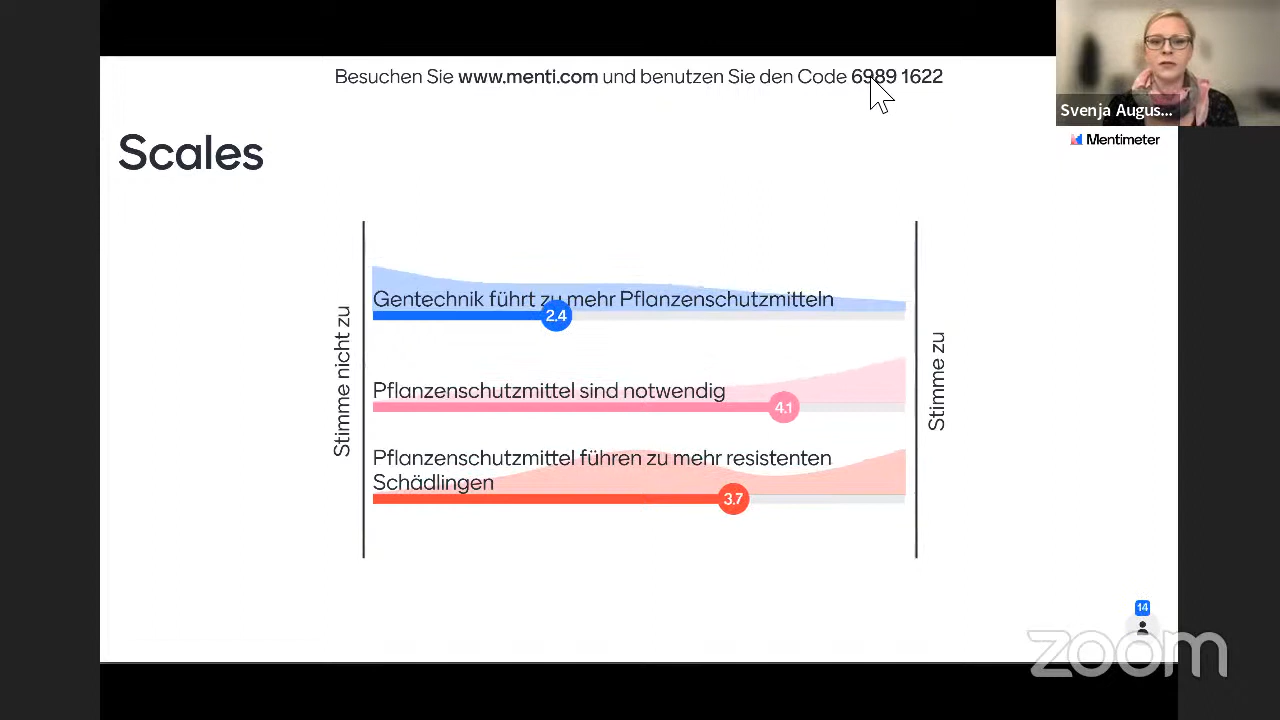 Besuchen Sie www.menti.com und benutzen Sie den Code 6989 1622
Svenja Augus...
Mentimeter
Scales
Stimme nicht zu
Gentechnik führt zu mehr Pflanzenschutzmitteln
2.4
Pflanzenschutzmittel sind notwendig
4.1
Pflanzenschutzmittel führen zu mehr resistenten
Schädlingen
3.7
Stimme zu
14
zoom